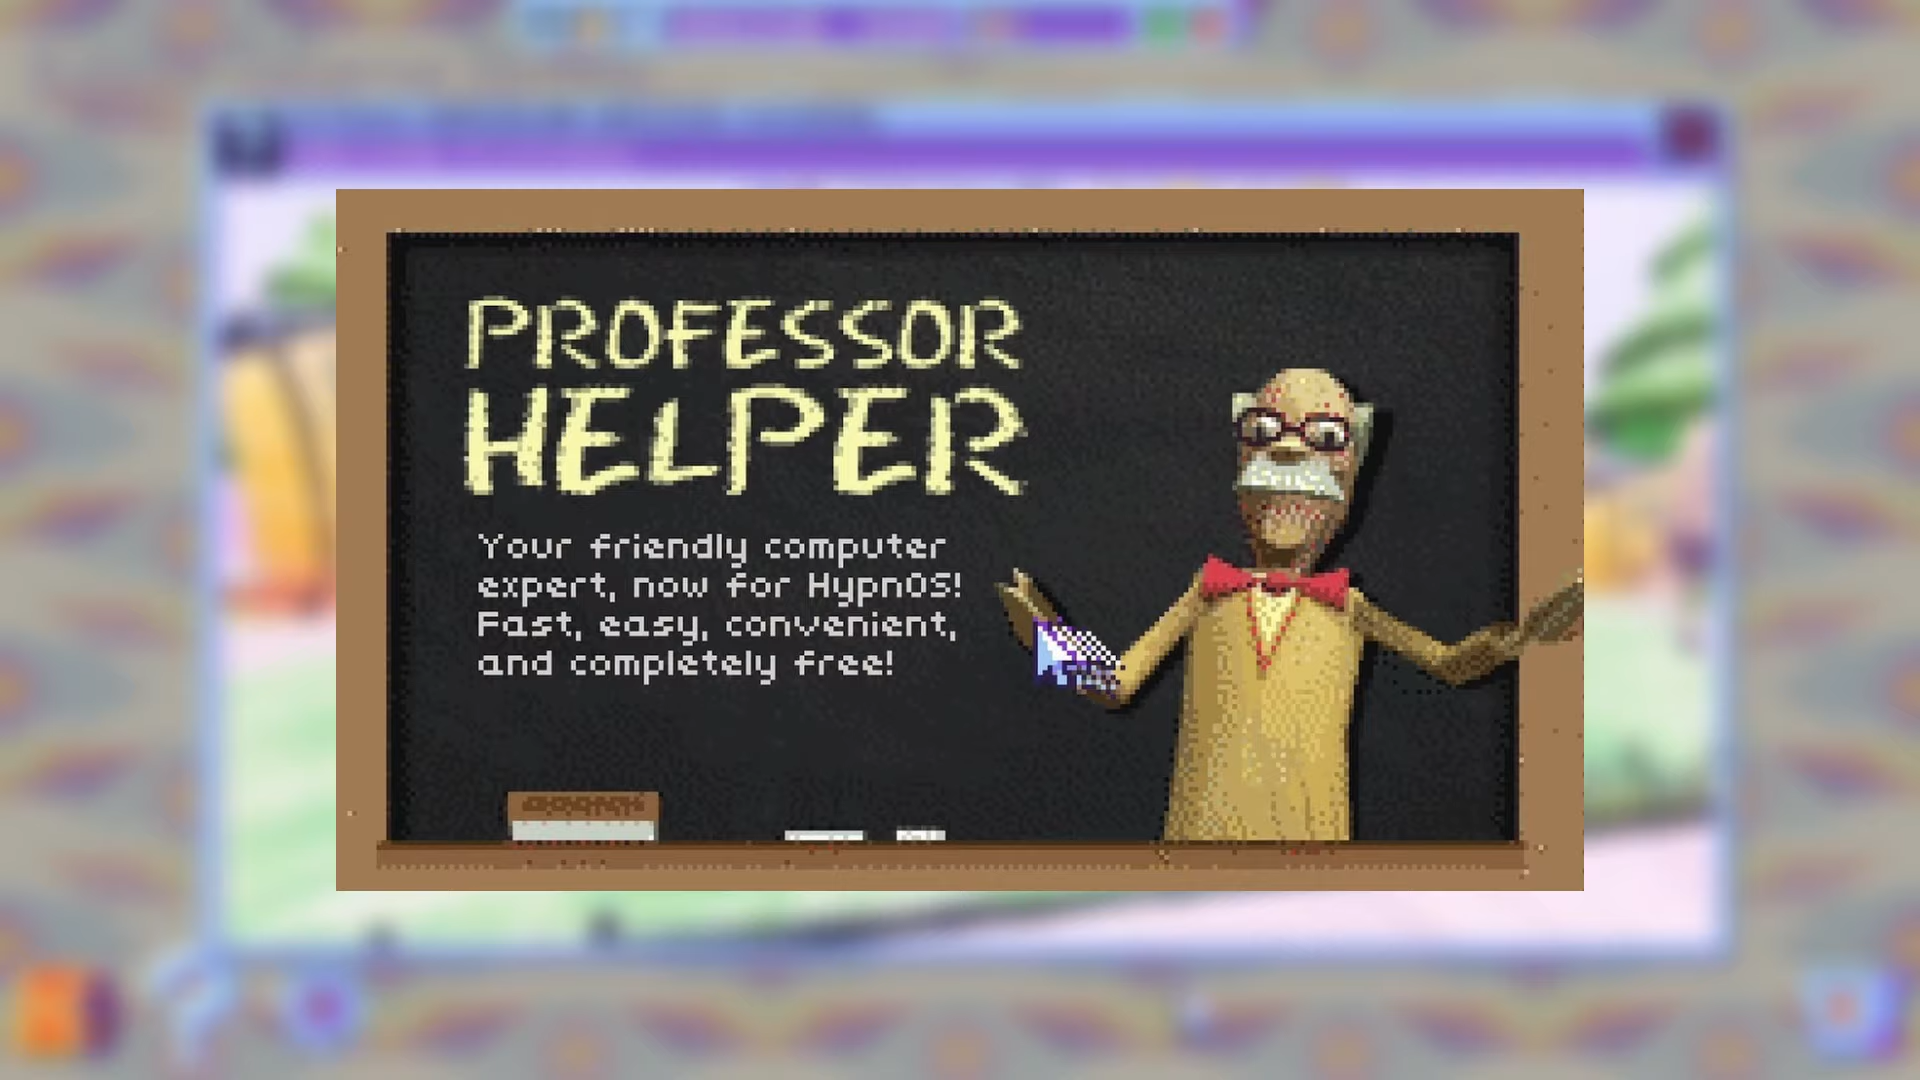 PROFESSOR
HELPER
Your friendly computer
expert, now for HypnOS!
Fast, easy, convenient,
and completely free!